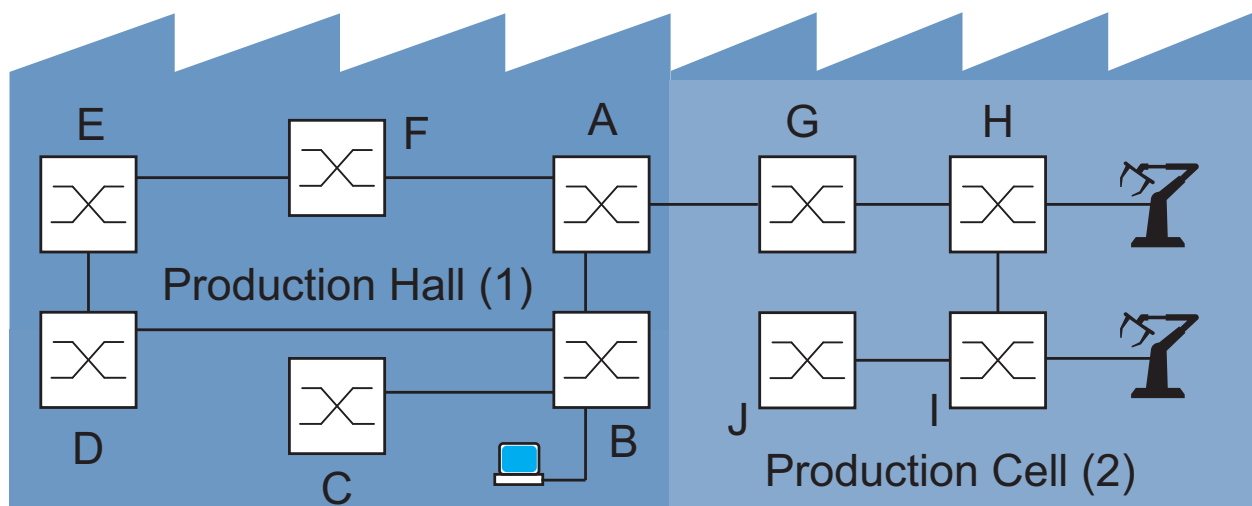 E
F
A
G
H
Production Hall (1)
D
C
B
J
I
Production Cell (2)